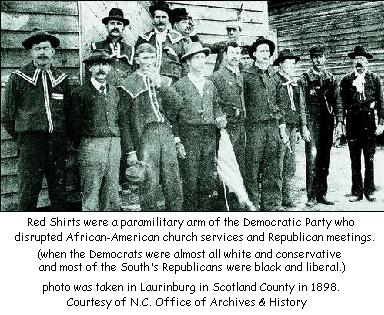 Red Shirts were a paramilitary arm of the Democratic Party who
disrupted African-American church services and Republican meetings.
(when the Democrats were almost all white and conservative
and most of the South's Republicans were black and liberal.)
photo was taken in Laurinburg in Scotland County in 1898.
Courtesy of N.C. Office of Archives & History